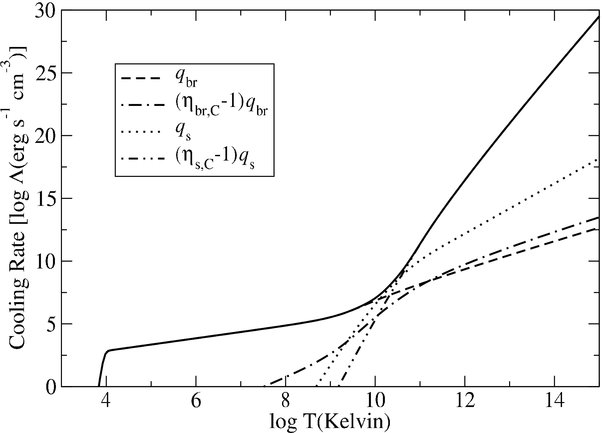 30
25
20
15
10
5
0
Cooling Rate [log Λ(erg s⁻¹ cm⁻³)]
q_br
(η_br,C-1)q_br
q_s
(η_s,C-1)q_s
4 6 8 10 12 14
log T(Kelvin)